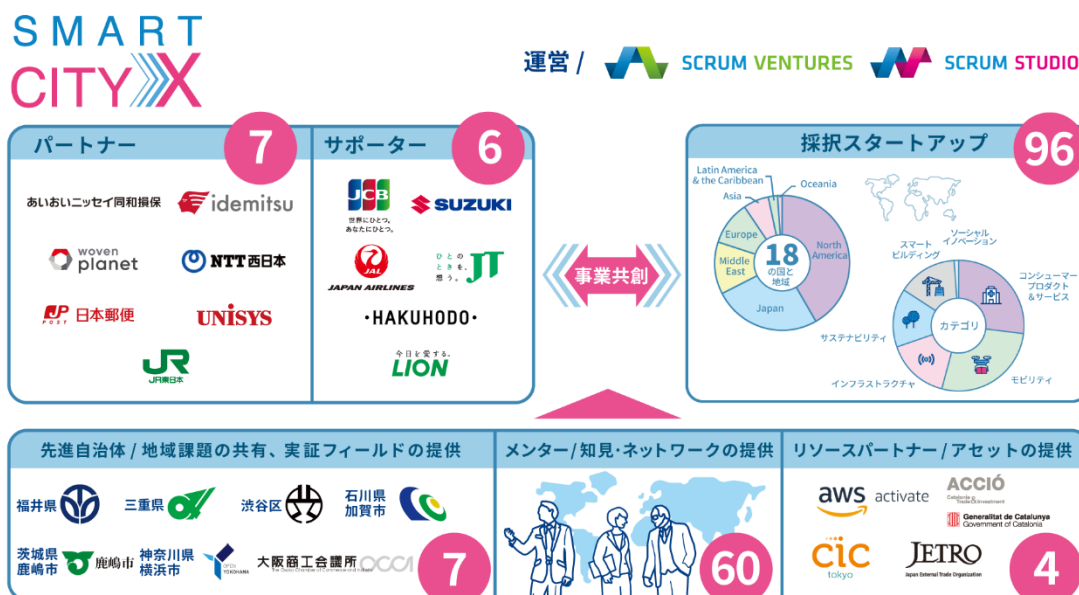 SMART
CITY X
運営 /
SCRUM VENTURES
SCRUM STUDIO
パートナー
7
あいおいニッセイ同和損保
idemitsu
woven
planet
NTT西日本
JP
POST
日本郵便
UNiSYS
JR
JR東日本
サポーター
6
JCB
世界にひとつ。
あなたにひとつ。
SUZUKI
JAL
JAPAN AIRLINES
ひとの
ときを、
想う。
JT
・HAKUHODO・
今日を愛する。
LION
事業共創
採択スタートアップ
96
Latin America
& the Caribbean
Oceania
Asia
Europe
Middle
East
Japan
North
America
18
の国と
地域
ソーシャル
イノベーション
スマート
ビルディング
コンシューマー
プロダクト
&サービス
カテゴリ
サステナビリティ
インフラストラクチャ
モビリティ
先進自治体 / 地域課題の共有、実証フィールドの提供
福井県
三重県
渋谷区
石川県
加賀市
茨城県
鹿嶋市
鹿嶋市
神奈川県
横浜市
OPEN
YOKOHAMA
大阪商工会議所
7
メンター / 知見・ネットワークの提供
60
リソースパートナー / アセットの提供
aws activate
ACCIÓ
Catalonia
Trade & Investment
Generalitat de Catalunya
Government of Catalonia
cic
tokyo
JETRO
Japan External Trade Organization
4